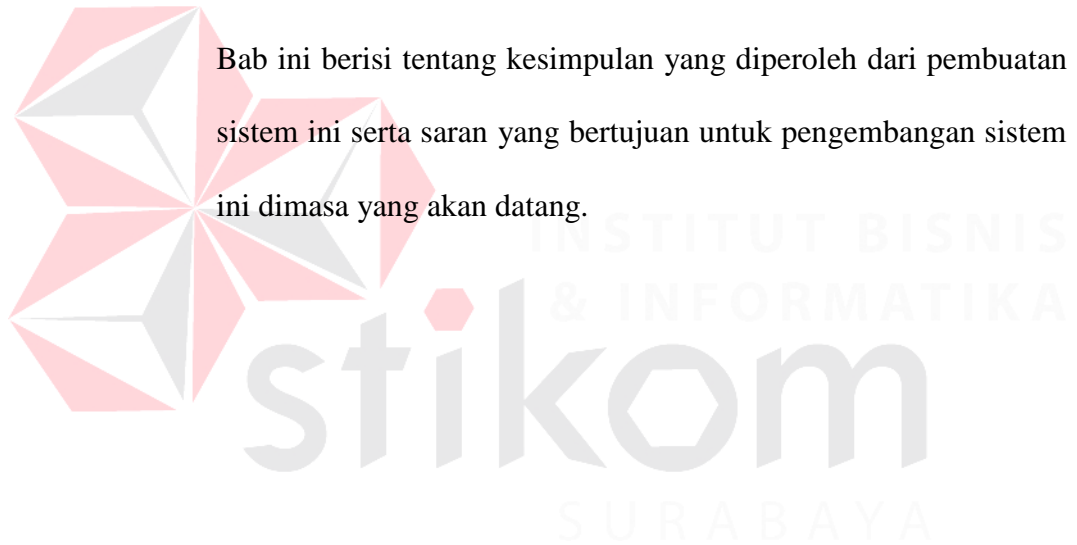 Bab ini berisi tentang kesimpulan yang diperoleh dari pembuatan
sistem ini serta saran yang bertujuan untuk pengembangan sistem
ini dimasa yang akan datang.
INSTITUT BISNIS
& INFORMATIKA
stikom
SURABAYA